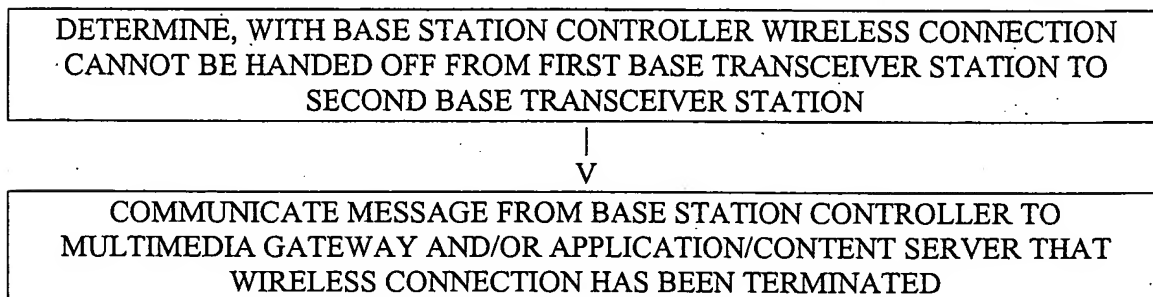 DETERMINE, WITH BASE STATION CONTROLLER WIRELESS CONNECTION
CANNOT BE HANDED OFF FROM FIRST BASE TRANSCEIVER STATION TO
SECOND BASE TRANSCEIVER STATION
|
V
COMMUNICATE MESSAGE FROM BASE STATION CONTROLLER TO
MULTIMEDIA GATEWAY AND/OR APPLICATION/CONTENT SERVER THAT
WIRELESS CONNECTION HAS BEEN TERMINATED